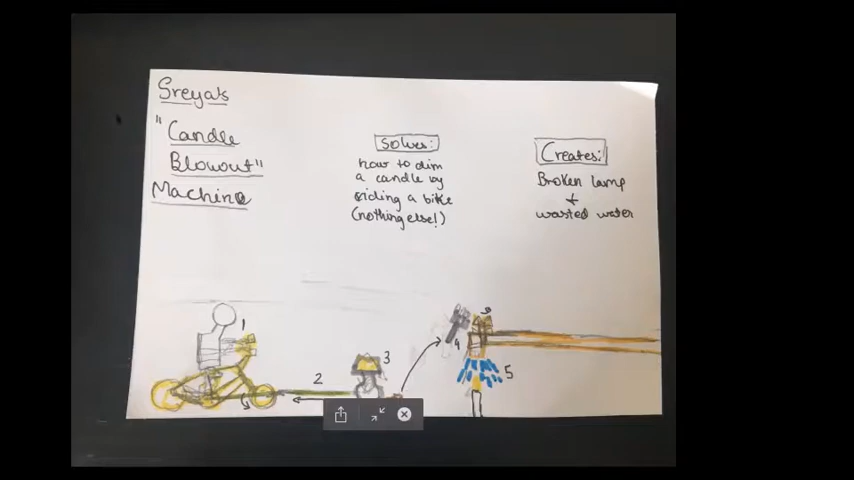 Sreya's
"Candle
Blowout"
Machine
Solves:
how to dim
a candle by
riding a bike
(nothing else!)
Creates:
Broken lamp
+
wasted water
1
2
3
4
5